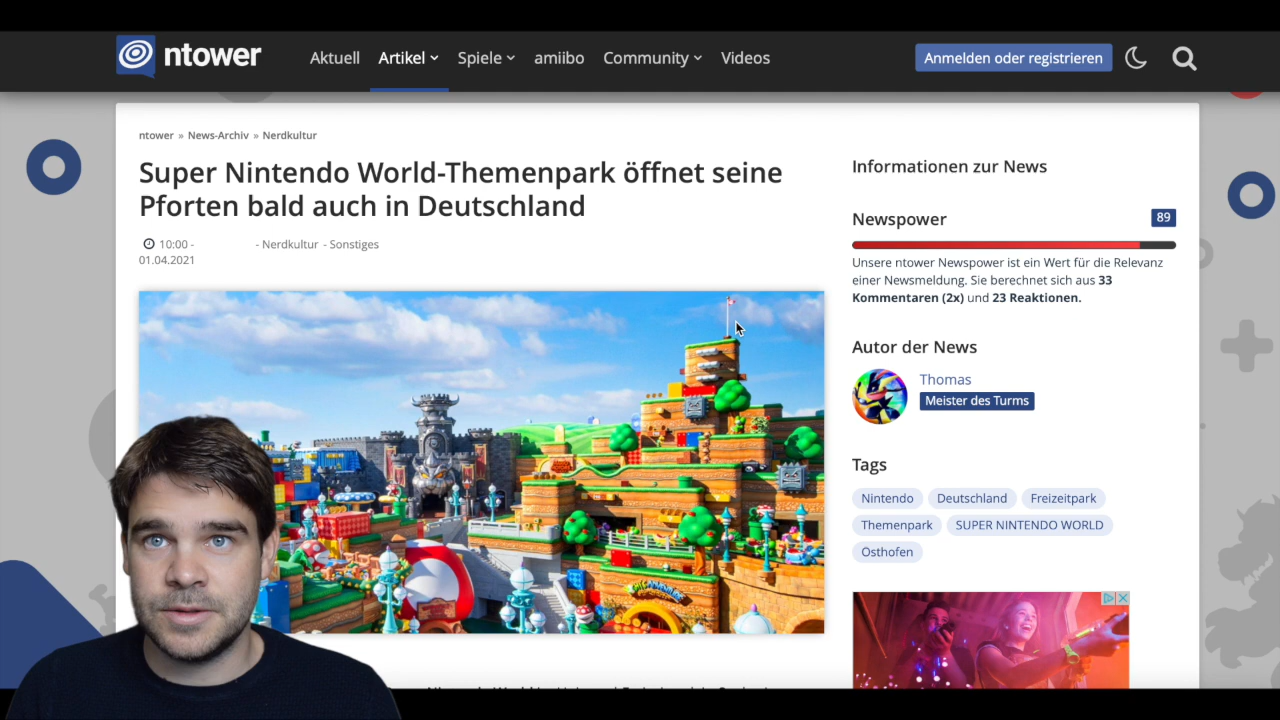 ntower
Aktuell
Artikel
Spiele
amiibo
Community
Videos
Anmelden oder registrieren
ntower » News-Archiv » Nerdkultur
Super Nintendo World-Themenpark öffnet seine
Pforten bald auch in Deutschland
10:00 -
01.04.2021
- Nerdkultur - Sonstiges
Informationen zur News
Newspower
89
Unsere ntower Newspower ist ein Wert für die Relevanz
einer Newsmeldung. Sie berechnet sich aus 33
Kommentaren (2x) und 23 Reaktionen.
Autor der News
Thomas
Meister des Turms
Tags
Nintendo
Deutschland
Freizeitpark
Themenpark
SUPER NINTENDO WORLD
Osthofen